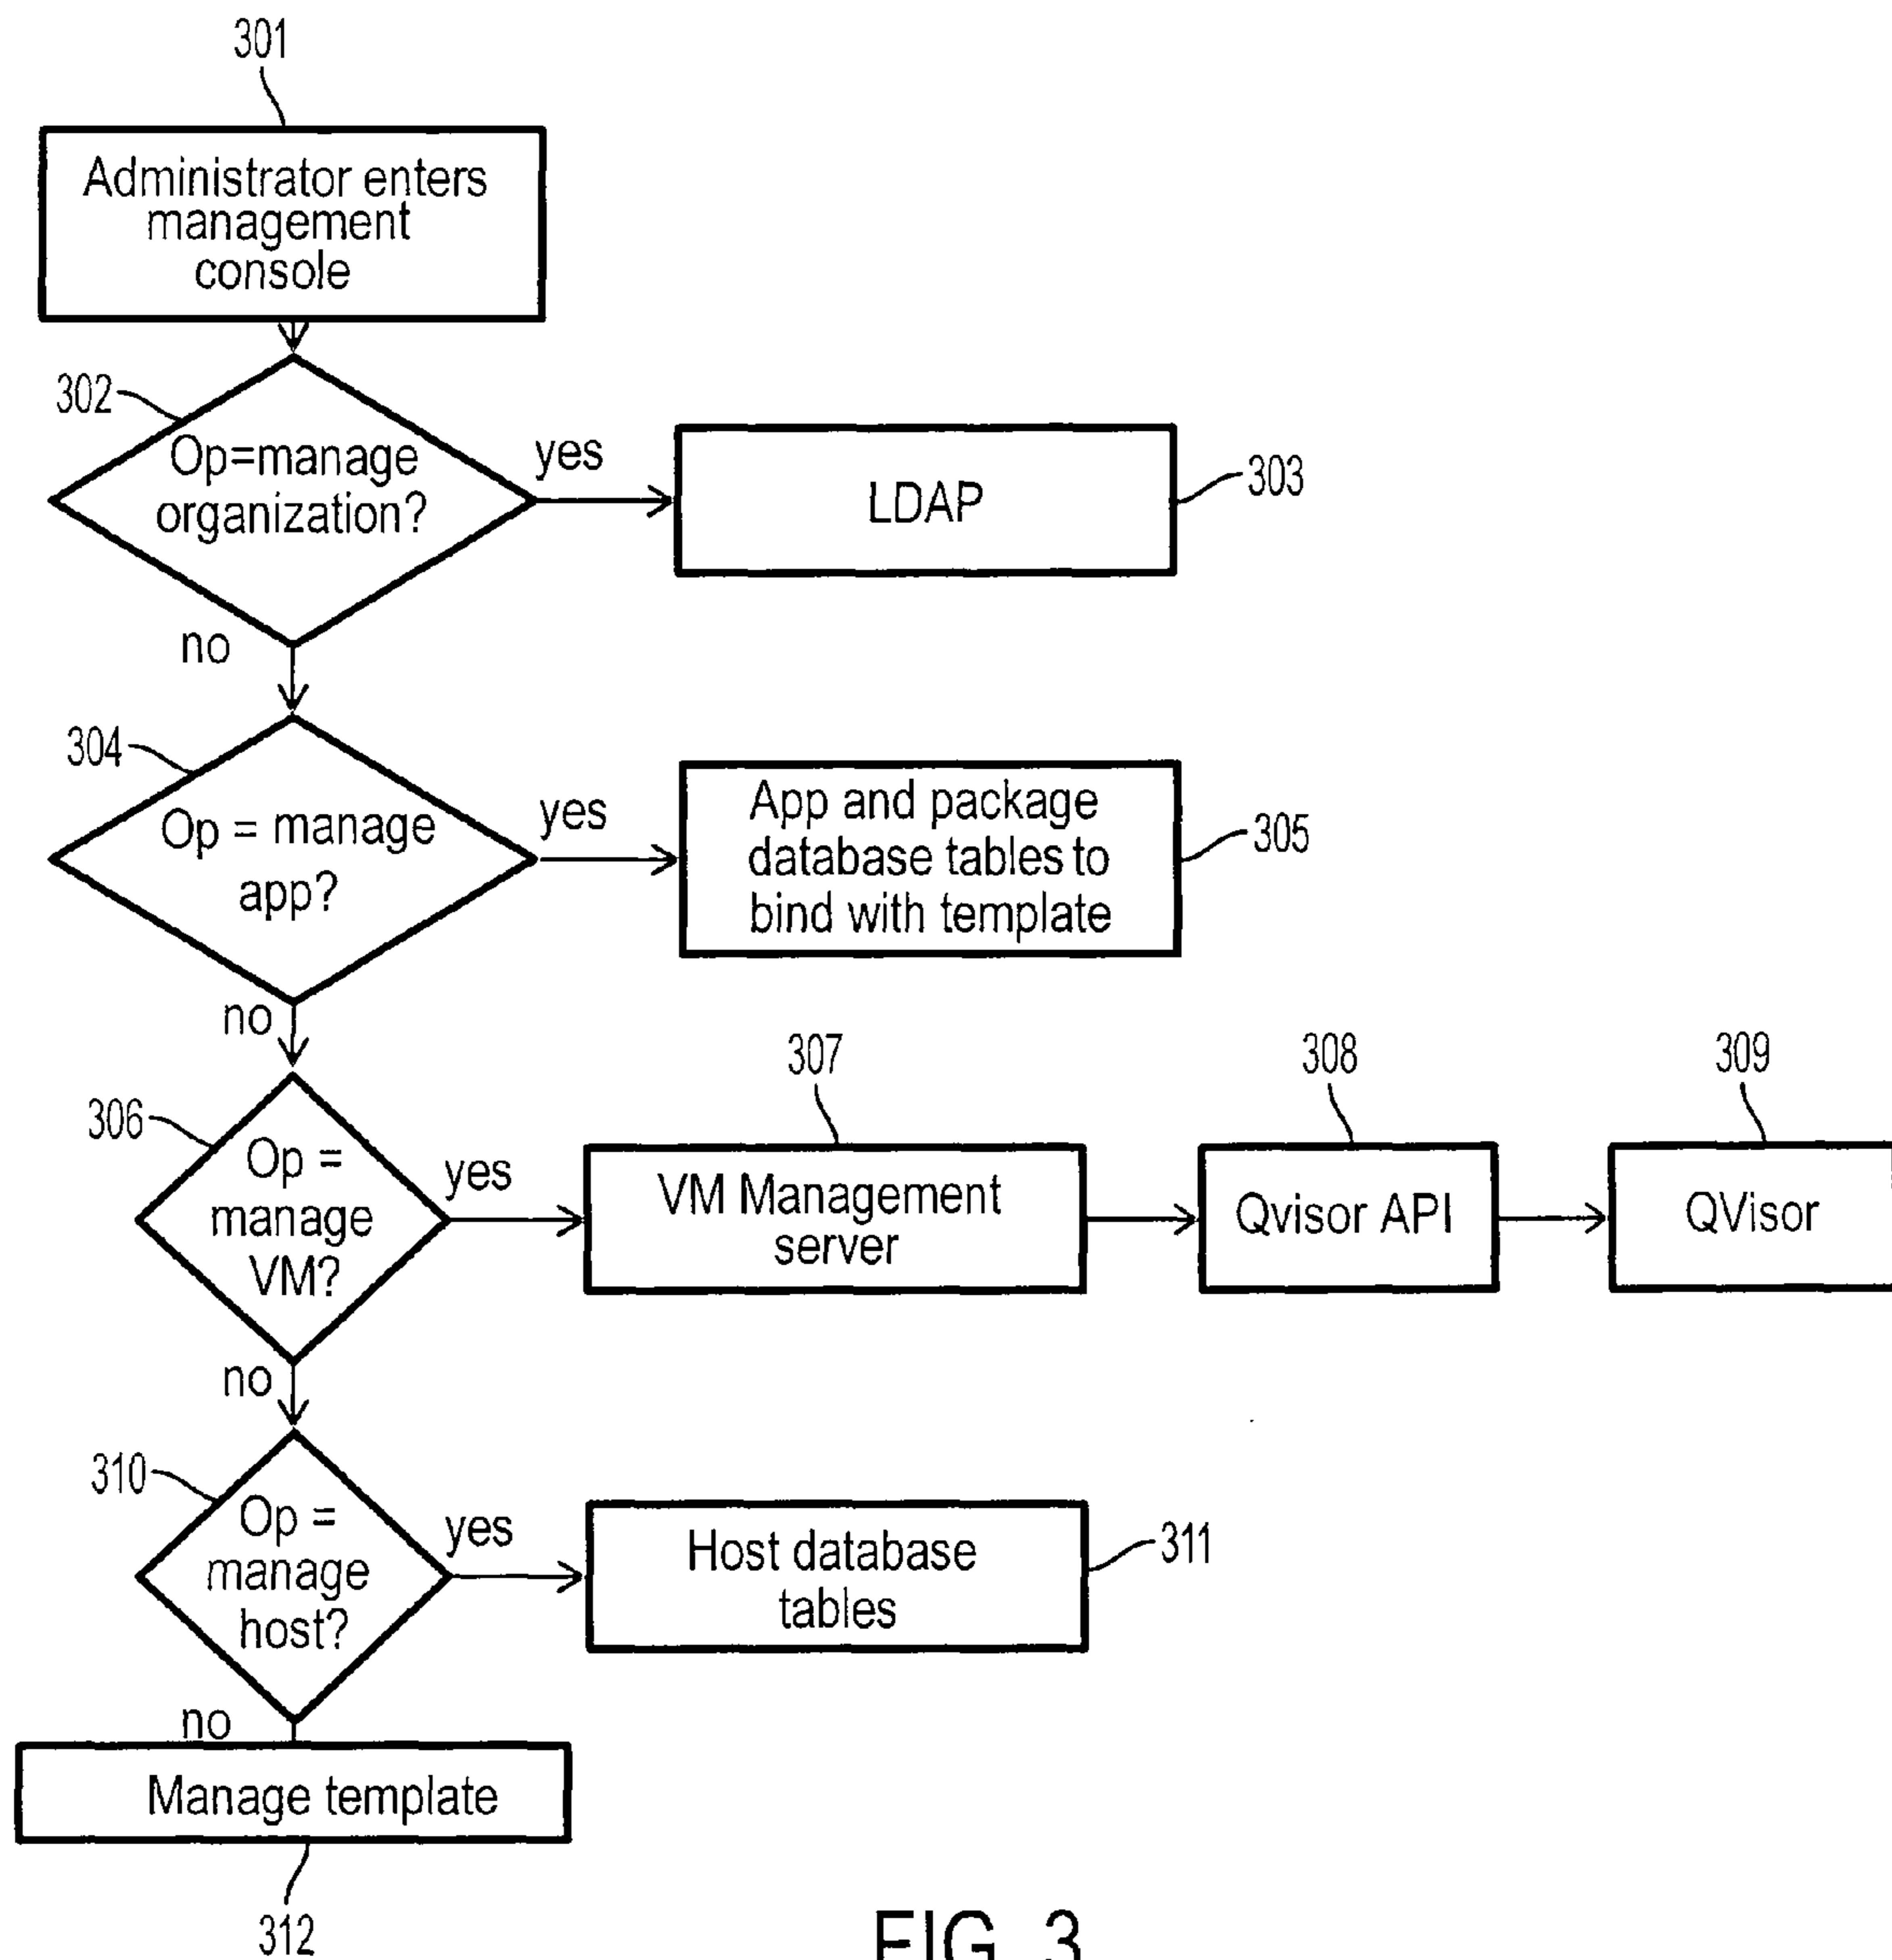 301
Administrator enters
management
console
302
Op=manage
organization?
yes
LDAP
303
no
304
Op = manage
app?
yes
App and package
database tables to
bind with template
305
no
306
Op =
manage
VM?
yes
307
VM Management
server
308
Qvisor API
309
QVisor
no
310
Op =
manage
host?
yes
Host database
tables
311
no
Manage template
312
FIG. 3